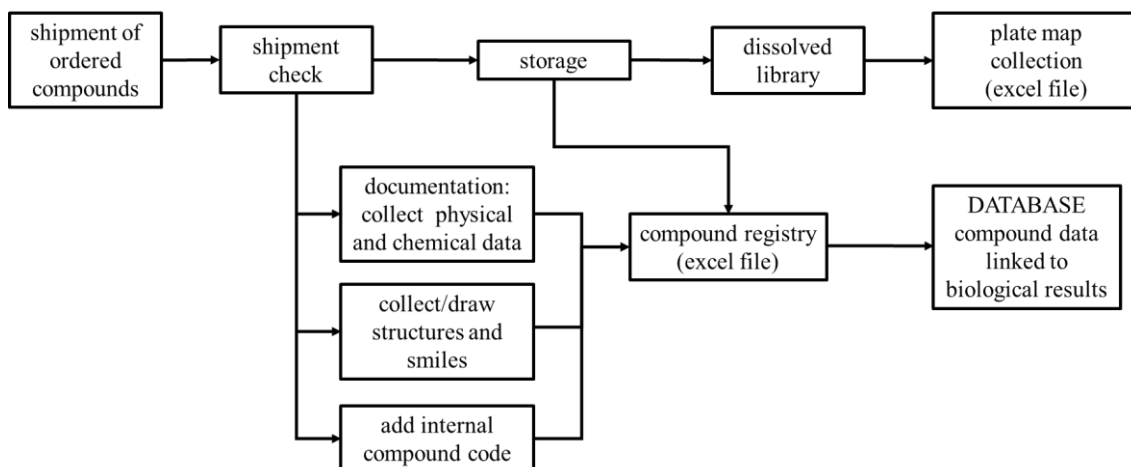 shipment of
ordered
compounds
shipment
check
storage
dissolved
library
plate map
collection
(excel file)
documentation:
collect physical
and chemical data
collect/draw
structures and
smiles
add internal
compound code
compound registry
(excel file)
DATABASE
compound data
linked to
biological results